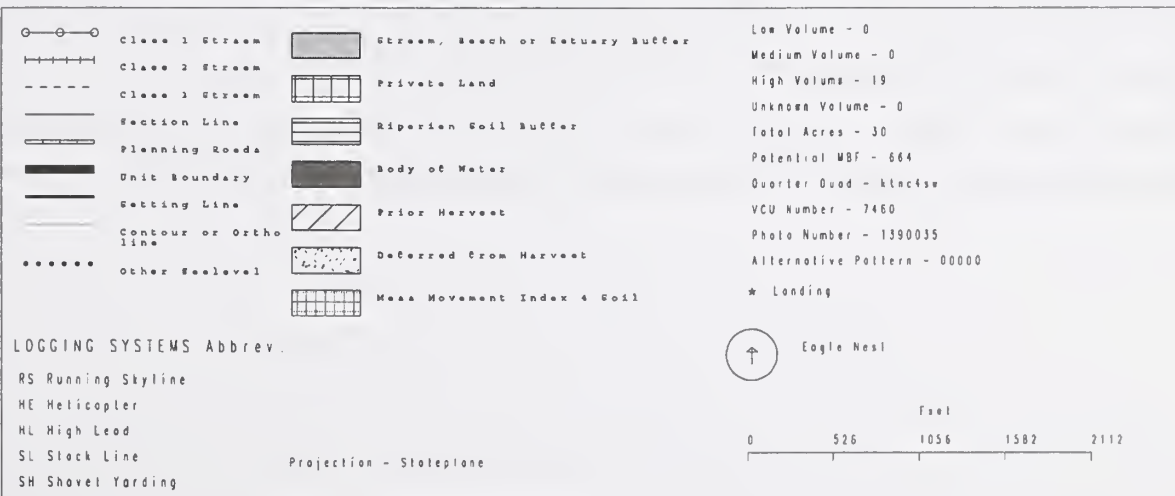 Class 1 Stream
Class 2 Stream
Class 3 Stream
Section Line
Planning Roads
Unit Boundary
Setting Line
Contour or Ortho
line
Other Sealevel
Stream, Beach or Estuary Buffer
Private Land
Riparian Soil Buffer
Body of Water
Prior Harvest
Deferred from Harvest
Mass Movement Index 4 Soil
Low Volume - 0
Medium Volume - 0
High Volume - 19
Unknown Volume - 0
Total Acres - 30
Potential MBF - 664
Quarter Quad - ktnc4sw
VCU Number - 7460
Photo Number - 1390035
Alternative Pattern - 00000
* Landing
Eagle Nest
LOGGING SYSTEMS Abbrev.
RS Running Skyline
HE Helicopter
HL High Lead
SL Slack Line
SH Shovel Yarding
Projection - Stateplane
Feet
0 526 1056 1582 2112